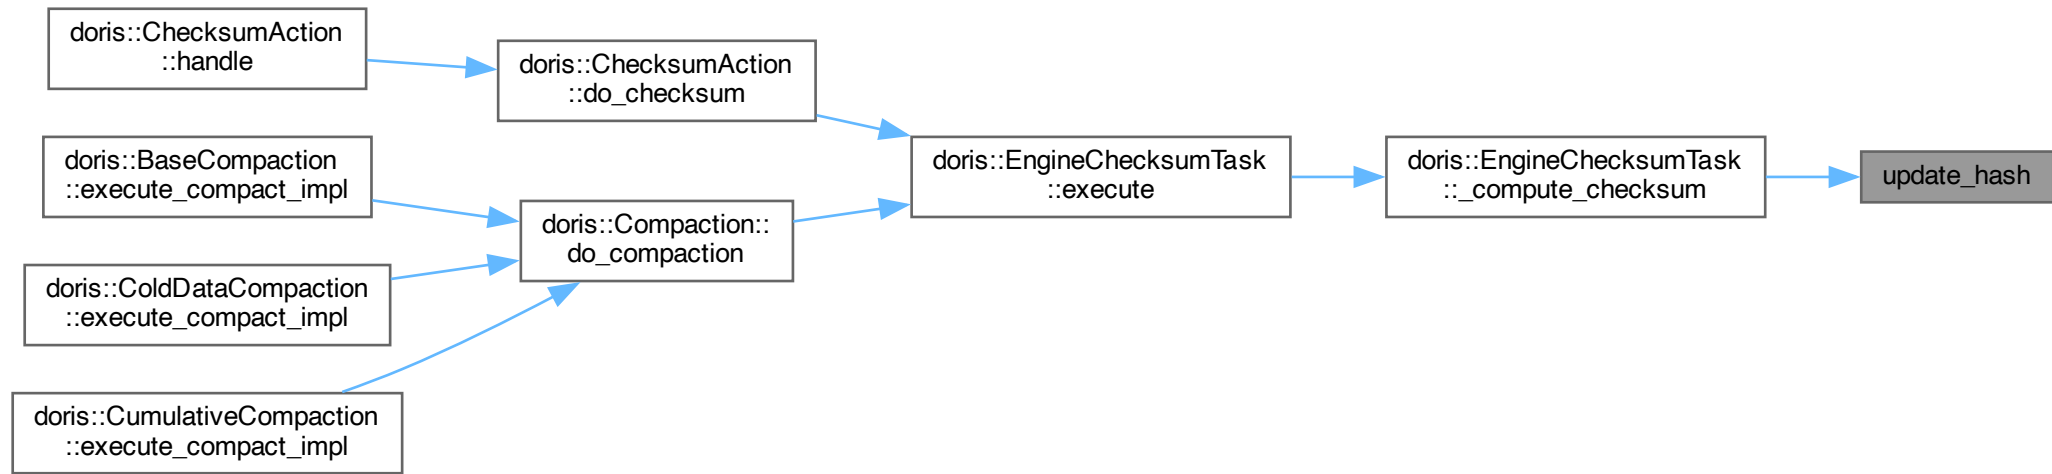 doris::ChecksumAction
::handle
doris::ChecksumAction
::do_checksum
doris::BaseCompaction
::execute_compact_impl
doris::EngineChecksumTask
::execute
doris::EngineChecksumTask
::_compute_checksum
update_hash
doris::Compaction::
do_compaction
doris::ColdDataCompaction
::execute_compact_impl
doris::CumulativeCompaction
::execute_compact_impl